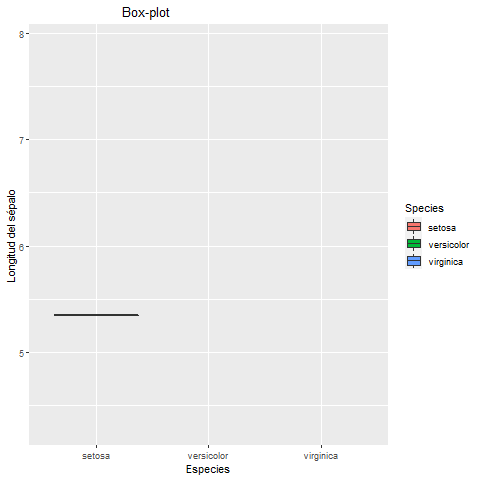 Box-plot
8
7
6
5
Longitud del sépalo
setosa versicolor virginica
Especies
Species
setosa
versicolor
virginica